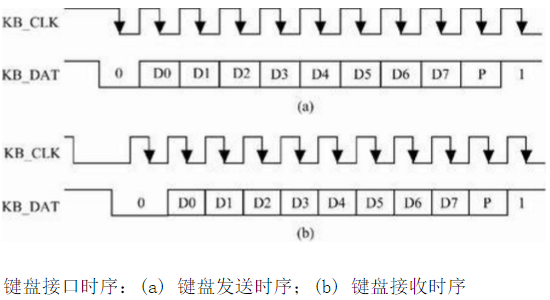 KB_CLK
KB_DAT 0 D0 D1 D2 D3 D4 D5 D6 D7 P 1
(a)
KB_CLK
KB_DAT 0 D0 D1 D2 D3 D4 D5 D6 D7 P 1
(b)
键盘接口时序：(a) 键盘发送时序；(b) 键盘接收时序